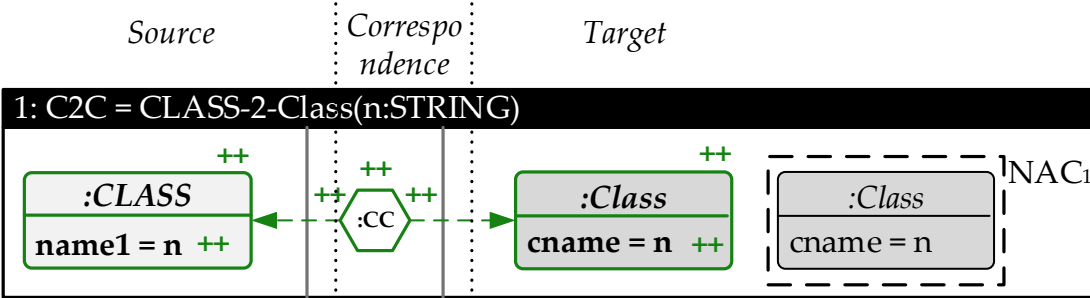 Source Correspo Target
ndence
1: C2C = CLASS-2-Class(n:STRING)
++ ++ ++ ++ ++
NAC1
:CLASS :CC :Class :Class
name1 = n ++ cname = n ++ cname = n